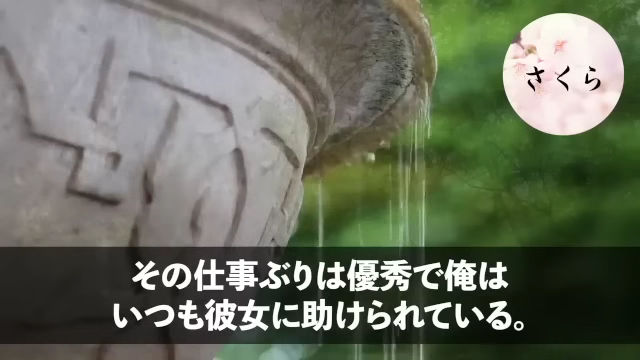 さくら
その仕事ぶりは優秀で俺は
いつも彼女に助けられている。